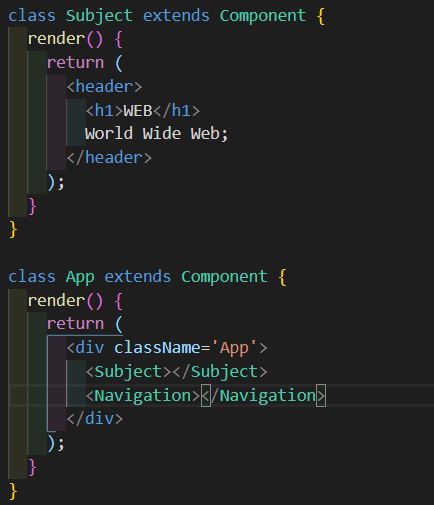 class Subject extends Component {
render() {
return (
<header>
<h1>WEB</h1>
World Wide Web;
</header>
);
}
}
class App extends Component {
render() {
return (
<div className='App'>
<Subject></Subject>
<Navigation></Navigation>
</div>
);
}
}